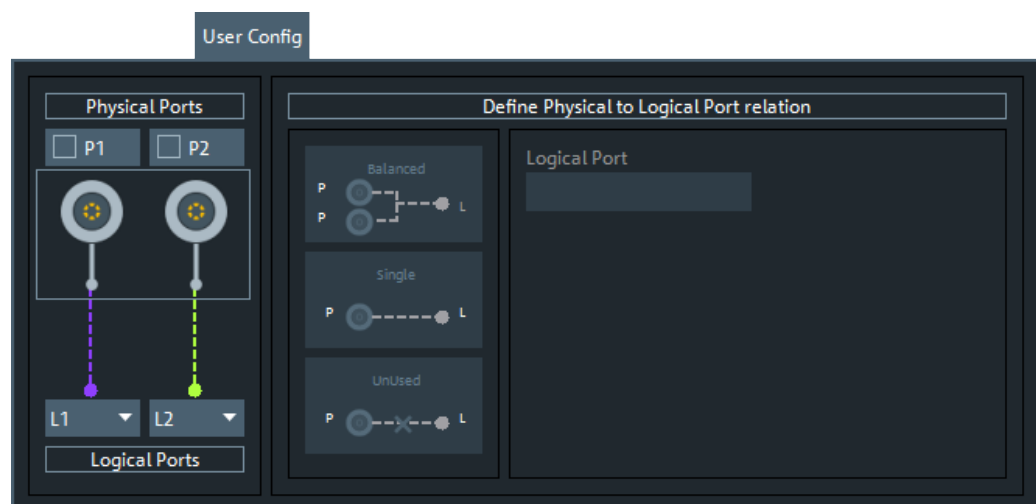 User Config
Physical Ports
P1
P2
L1
L2
Logical Ports
Define Physical to Logical Port relation
Balanced
P
P
L
Single
P
L
UnUsed
P
L
Logical Port